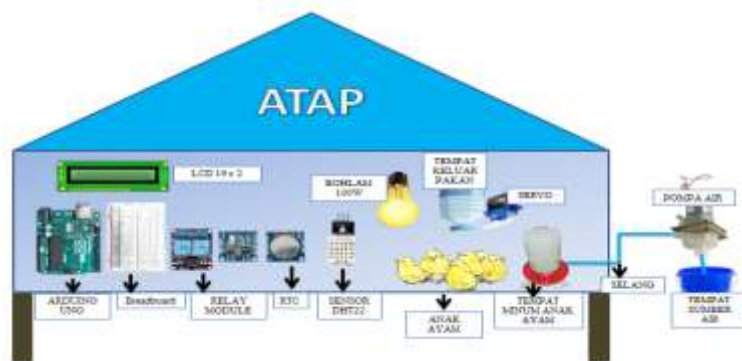 ATAP
LCD 16 x 2
BOHLAM
100W
TEMPAT
KELUAR
PAKAN
SERVO
POMPA AIR
ARDUINO
UNO
Breadboard
RELAY
MODULE
RTC
SENSOR
DHT22
ANAK
AYAM
TEMPAT
MINUM ANAK
AYAM
SELANG
TEMPAT
SUMBER
AIR